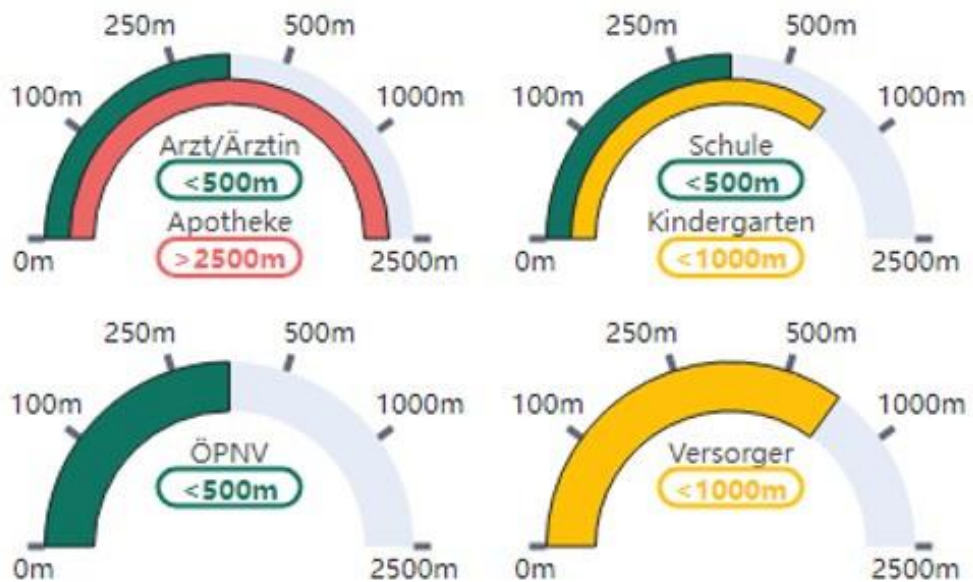 250m 500m
100m 1000m
Arzt/Ärztin
<500m
Apotheke
>2500m
0m 2500m
250m 500m
100m 1000m
Schule
<500m
Kindergarten
<1000m
0m 2500m
250m 500m
100m 1000m
ÖPNV
<500m
0m 2500m
250m 500m
100m 1000m
Versorger
<1000m
0m 2500m